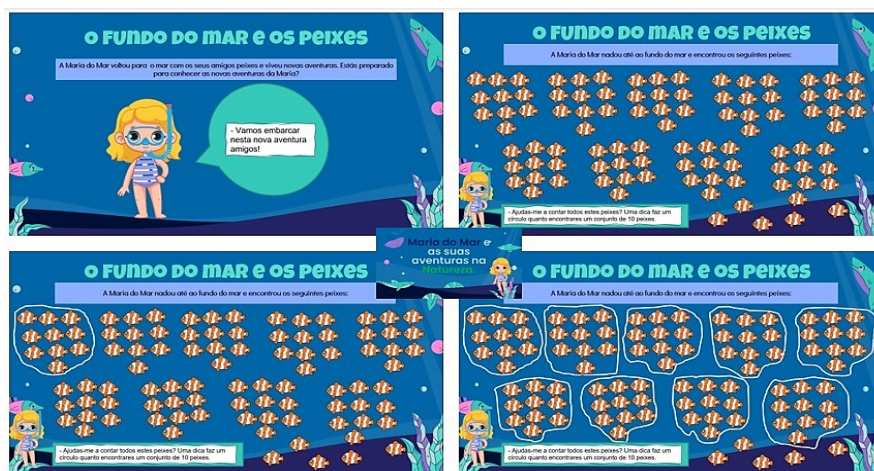 O FUNDO DO MAR E OS PEIXES
A Maria do Mar voltou para o mar com os seus amigos peixes e viveu novas aventuras. Estás preparado
para conhecer as novas aventuras da Maria?
- Vamos embarcar
nesta nova aventura
amigos!
O FUNDO DO MAR E OS PEIXES
A Maria do Mar nadou até ao fundo do mar e encontrou os seguintes peixes:
- Ajudas-me a contar todos estes peixes? Uma dica faz um
círculo quanto encontrares um conjunto de 10 peixes.
Maria do Mar e
as suas
aventuras na
Natureza.
O FUNDO DO MAR E OS PEIXES
A Maria do Mar nadou até ao fundo do mar e encontrou os seguintes peixes:
- Ajudas-me a contar todos estes peixes? Uma dica faz um
círculo quanto encontrares um conjunto de 10 peixes.
O FUNDO DO MAR E OS PEIXES
A Maria do Mar nadou até ao fundo do mar e encontrou os seguintes peixes:
- Ajudas-me a contar todos estes peixes? Uma dica faz um
círculo quanto encontrares um conjunto de 10 peixes.